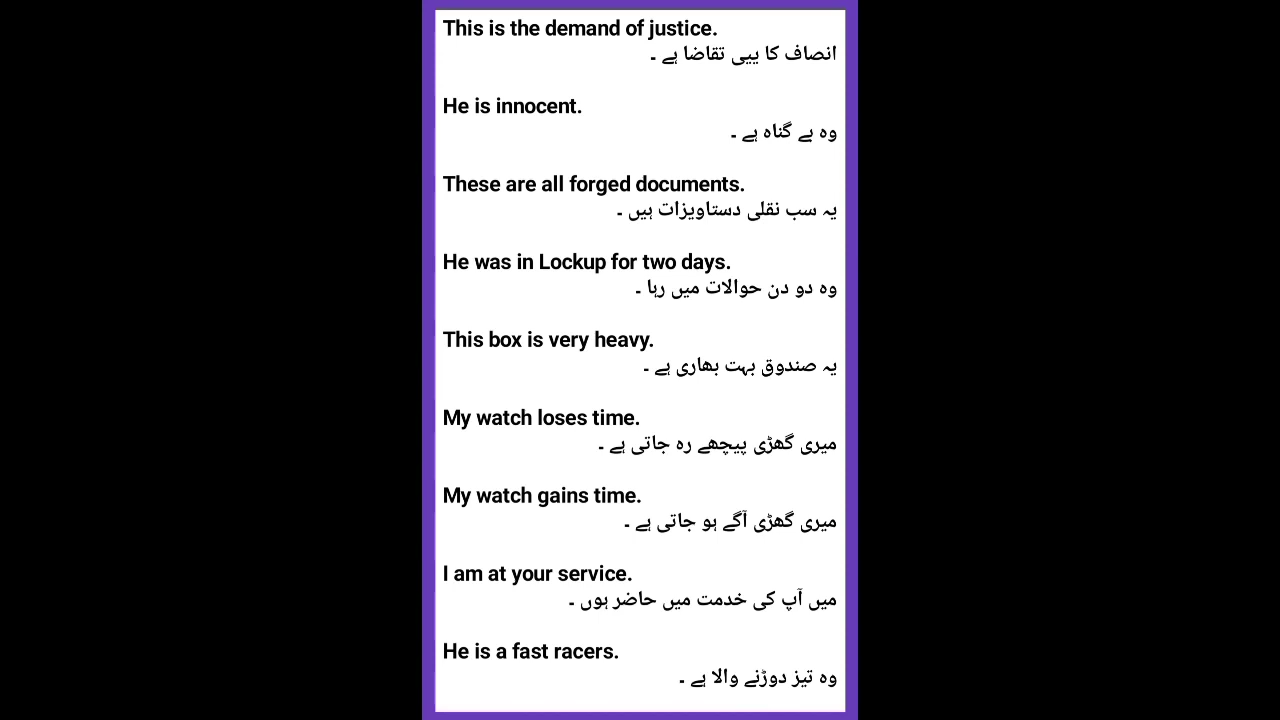 This is the demand of justice.
انصاف کا یہی تقاضا ہے ۔
He is innocent.
وہ بے گناہ ہے ۔
These are all forged documents.
یہ سب نقلی دستاویزات ہیں ۔
He was in Lockup for two days.
وہ دو دن حوالات میں رہا ۔
This box is very heavy.
یہ صندوق بہت بھاری ہے ۔
My watch loses time.
میری گھڑی پیچھے رہ جاتی ہے ۔
My watch gains time.
میری گھڑی آگے ہو جاتی ہے ۔
I am at your service.
میں آپ کی خدمت میں حاضر ہوں ۔
He is a fast racers.
وہ تیز دوڑنے والا ہے ۔